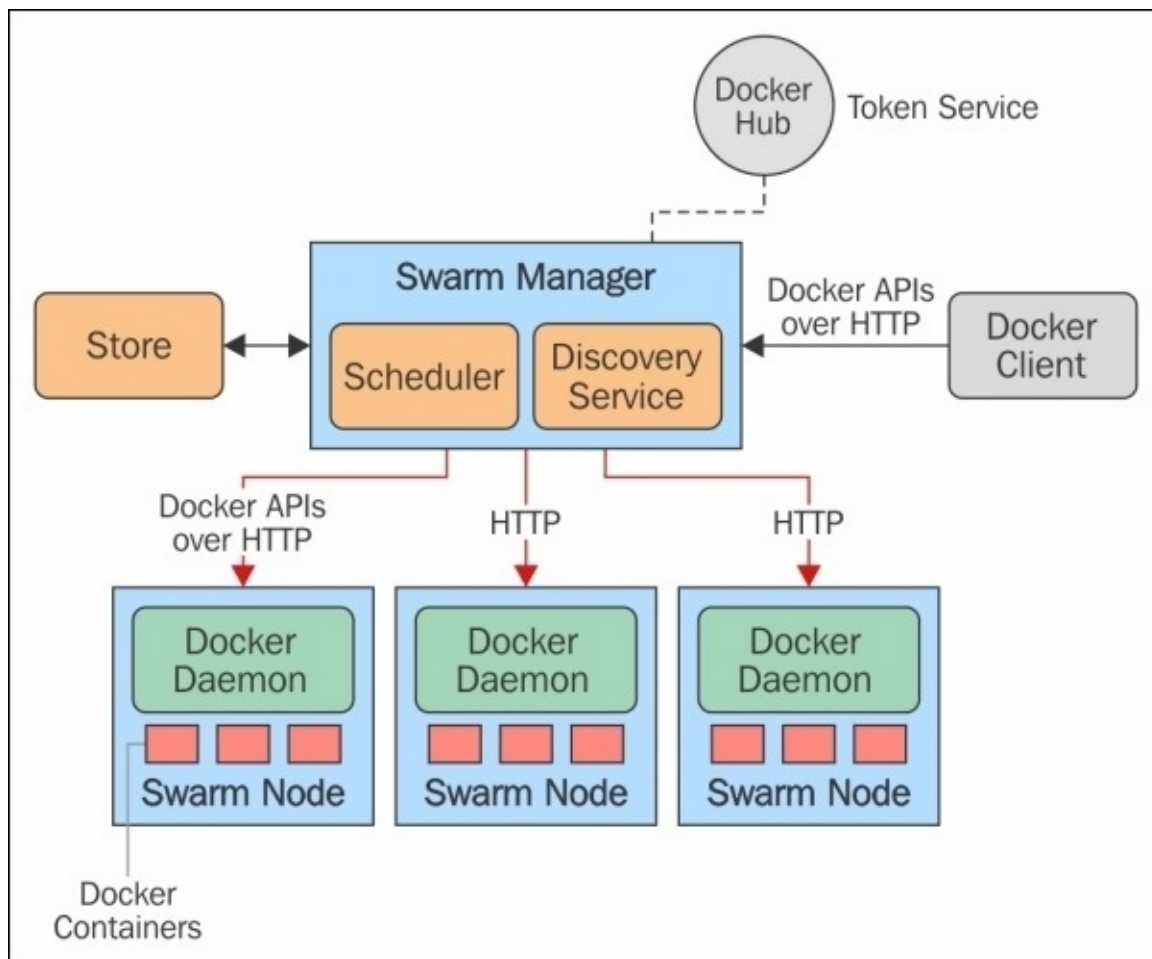 Docker
Hub
Token Service
Swarm Manager
Store
Scheduler
Discovery
Service
Docker APIs
over HTTP
Docker
Client
Docker APIs
over HTTP
HTTP
HTTP
Docker
Daemon
Docker
Daemon
Docker
Daemon
Swarm Node
Swarm Node
Swarm Node
Docker
Containers